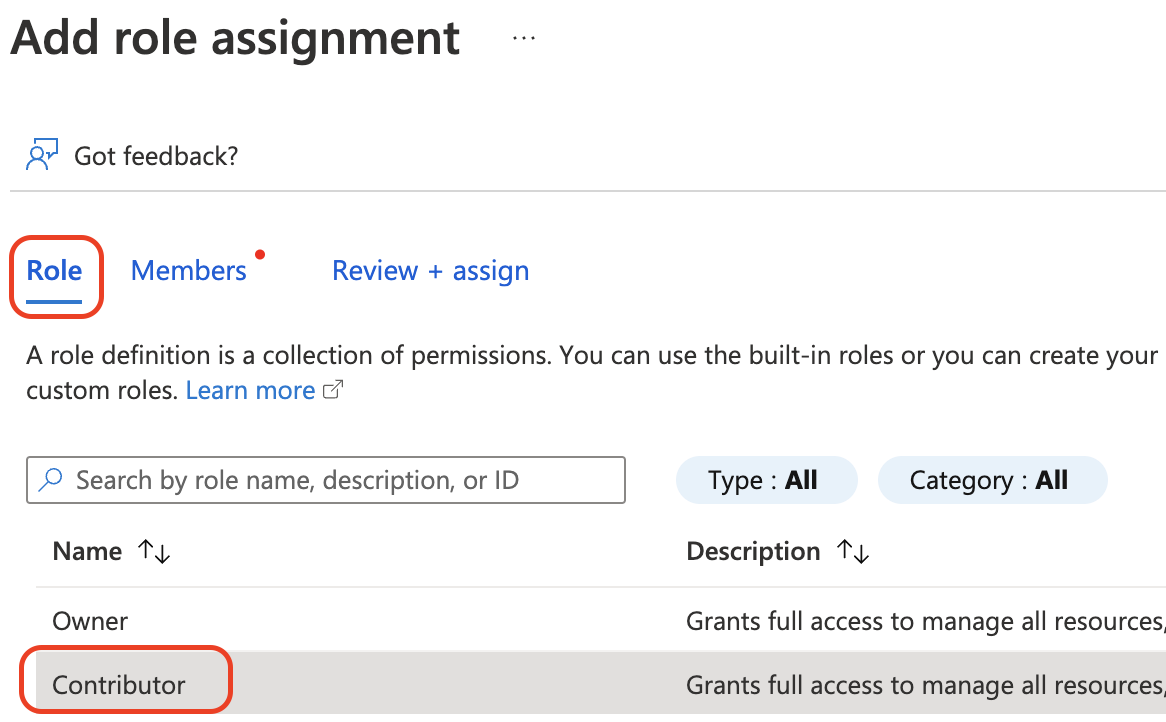 Add role assignment ...
Got feedback?
Role Members Review + assign
A role definition is a collection of permissions. You can use the built-in roles or you can create your
custom roles. Learn more
Search by role name, description, or ID Type : All Category : All
Name ↑↓ Description ↑↓
Owner Grants full access to manage all resources,
Contributor Grants full access to manage all resources,